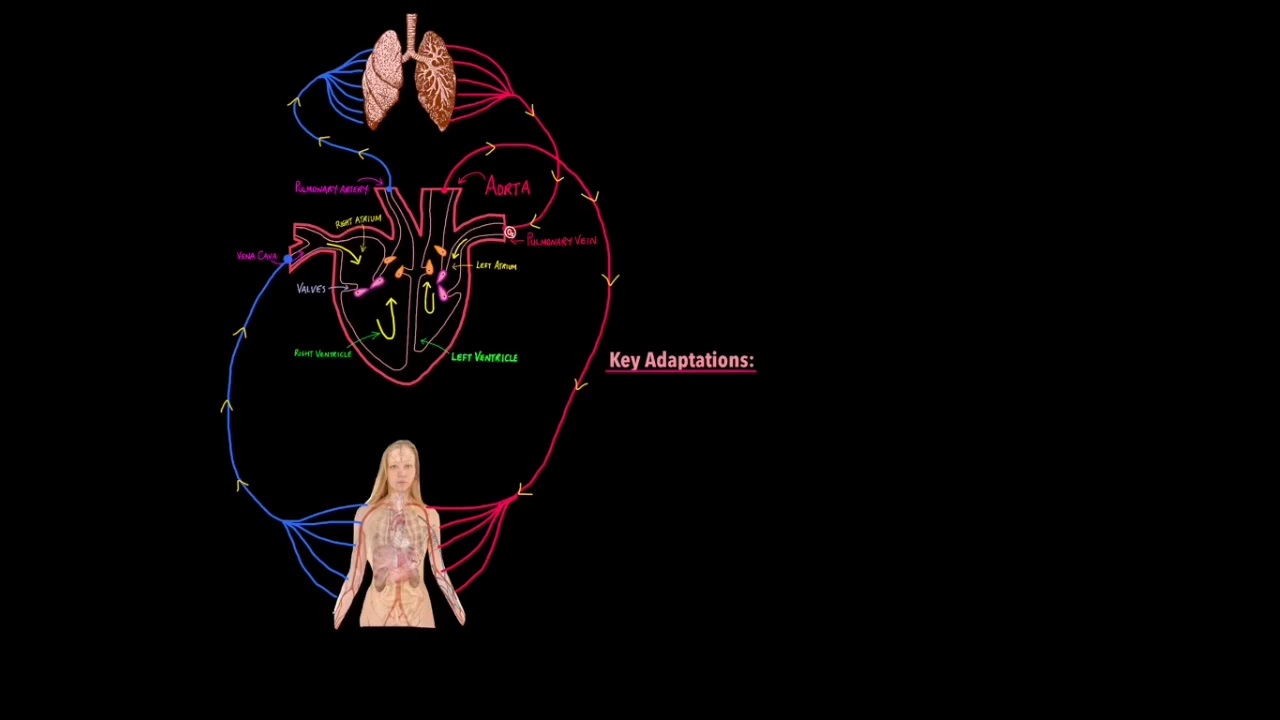 Pulmonary Artery
Aorta
Right Atrium
Pulmonary Vein
Vena Cava
Left Atrium
Valves
Right Ventricle
Left Ventricle
Key Adaptations: